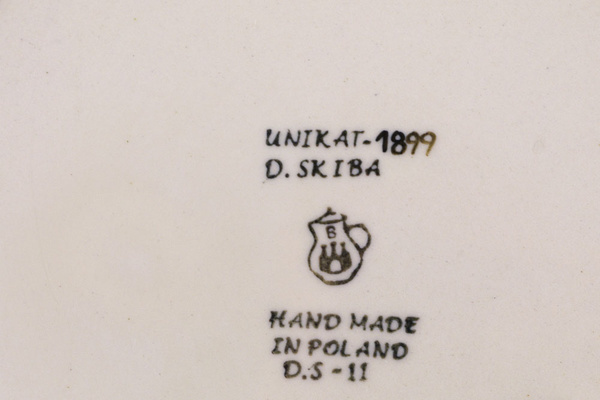 UNIKAT-1899
D. SKIBA
B
HAND MADE
IN POLAND
D.S-11